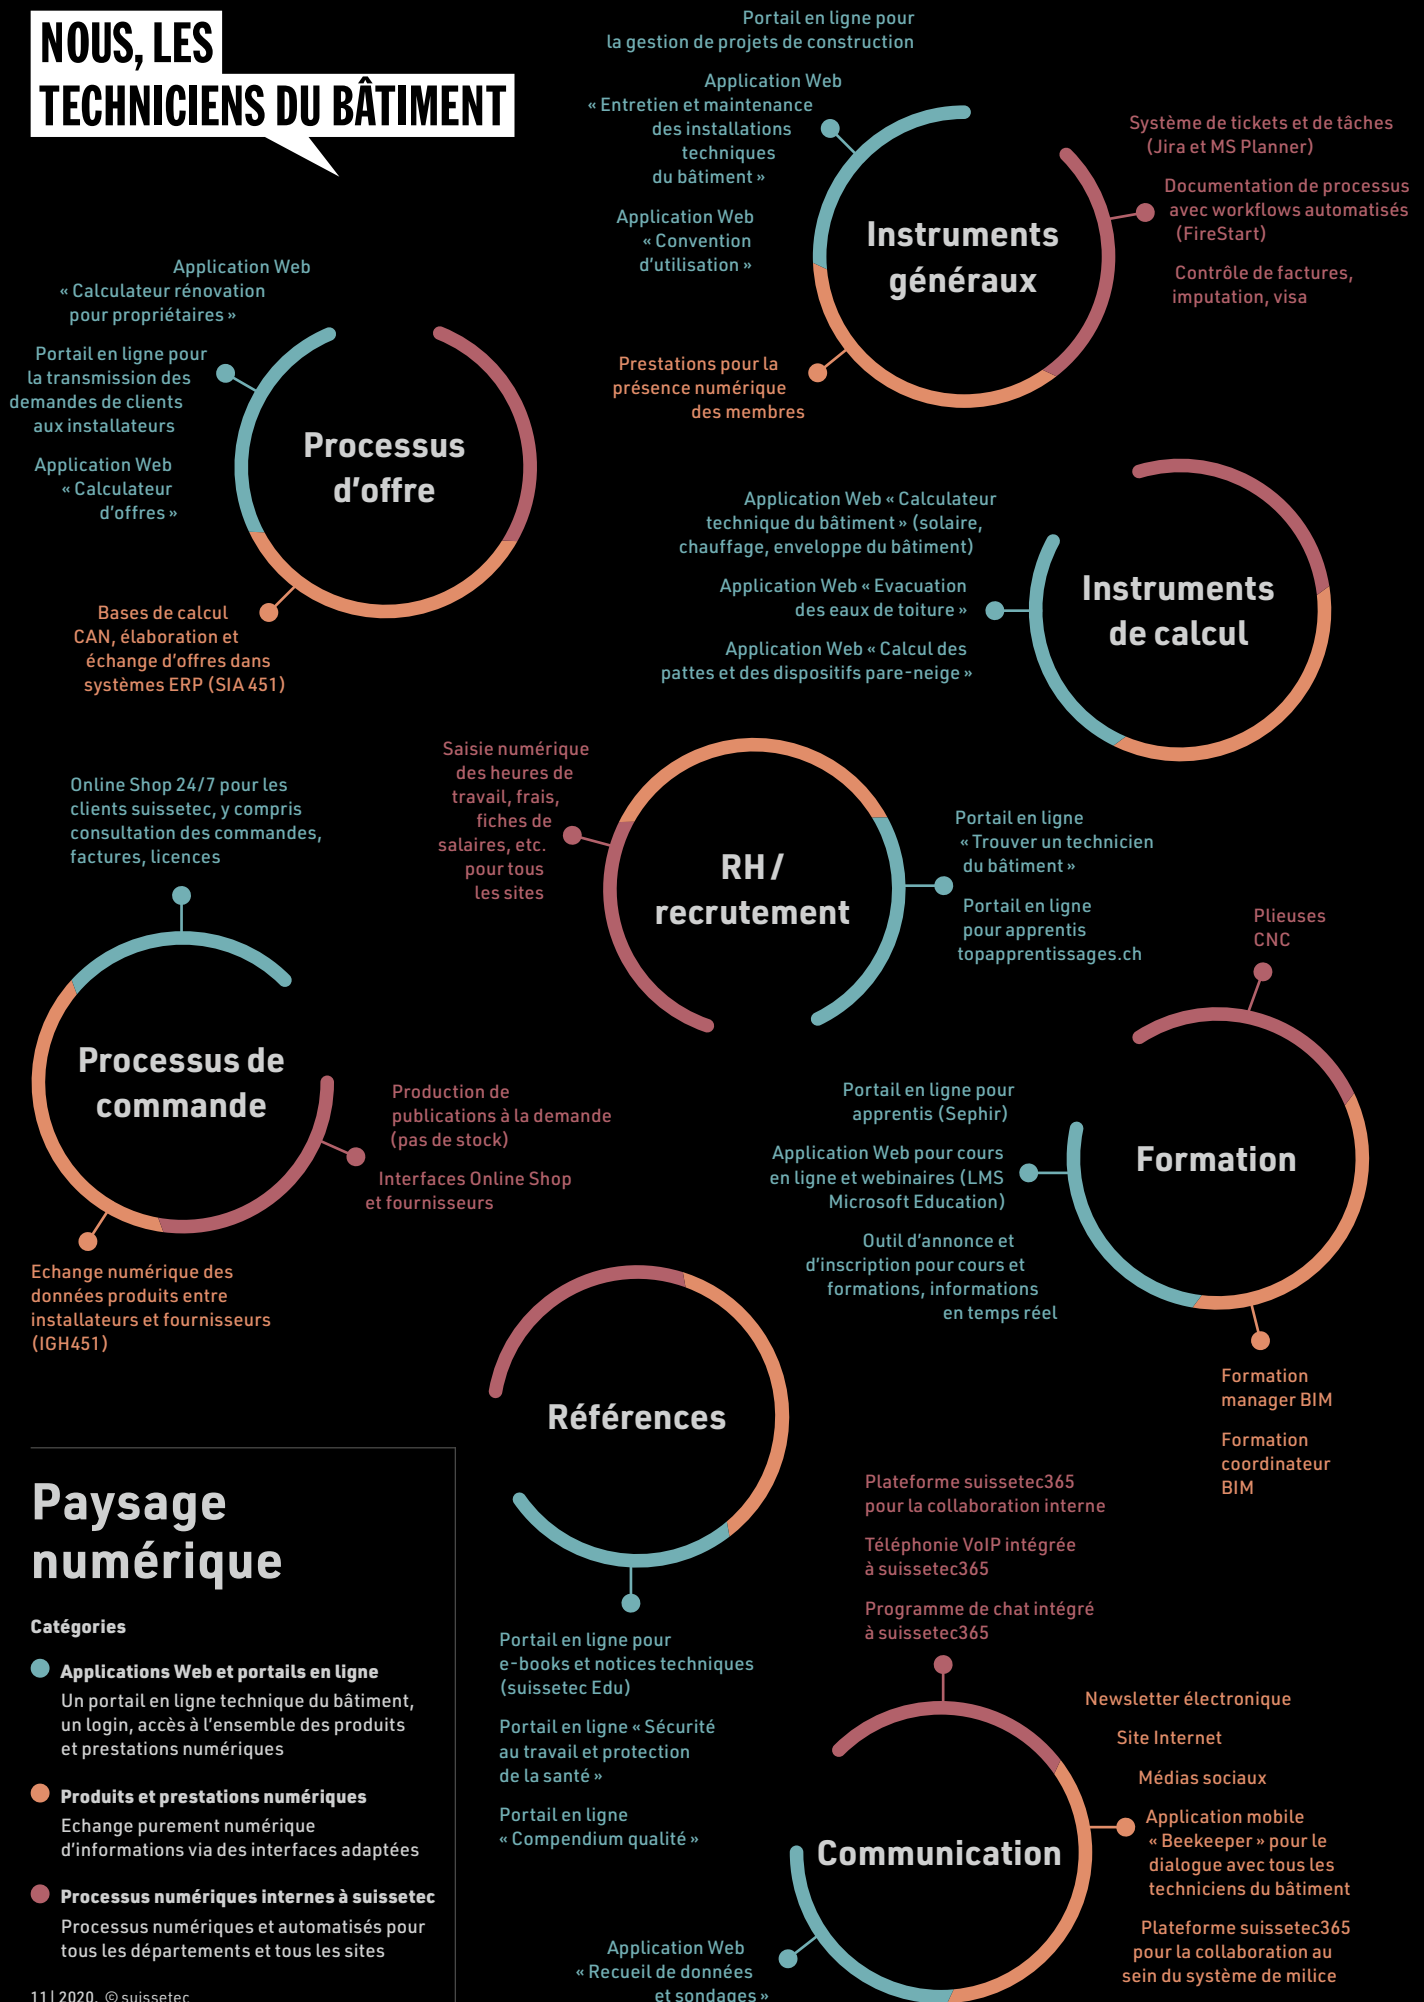 NOUS, LES
TECHNICIENS DU BÂTIMENT
Portail en ligne pour
la gestion de projets de construction
Application Web
« Entretien et maintenance
des installations
techniques
du bâtiment »
Application Web
« Convention
d’utilisation »
Instruments
généraux
Système de tickets et de tâches
(Jira et MS Planner)
Documentation de processus
avec workflows automatisés
(FireStart)
Contrôle de factures,
imputation, visa
Prestations pour la
présence numérique
des membres
Application Web
« Calculateur rénovation
pour propriétaires »
Portail en ligne pour
la transmission des
demandes de clients
aux installateurs
Application Web
« Calculateur
d’offres »
Processus
d’offre
Bases de calcul
CAN, élaboration et
échange d’offres dans
systèmes ERP (SIA 451)
Application Web « Calculateur
technique du bâtiment » (solaire,
chauffage, enveloppe du bâtiment)
Application Web « Evacuation
des eaux de toiture »
Application Web « Calcul des
pattes et des dispositifs pare-neige »
Instruments
de calcul
Saisie numérique
des heures de
travail, frais,
fiches de
salaires, etc.
pour tous
les sites
RH /
recrutement
Portail en ligne
« Trouver un technicien
du bâtiment »
Portail en ligne
pour apprentis
topapprentissages.ch
Online Shop 24/7 pour les
clients suissetec, y compris
consultation des commandes,
factures, licences
Processus de
commande
Production de
publications à la demande
(pas de stock)
Interfaces Online Shop
et fournisseurs
Echange numérique des
données produits entre
installateurs et fournisseurs
(IGH451)
Plieuses
CNC
Portail en ligne pour
apprentis (Sephir)
Application Web pour cours
en ligne et webinaires (LMS
Microsoft Education)
Outil d’annonce et
d’inscription pour cours et
formations, informations
en temps réel
Formation
Formation
manager BIM
Formation
coordinateur
BIM
Références
Portail en ligne pour
e-books et notices techniques
(suissetec Edu)
Portail en ligne « Sécurité
au travail et protection
de la santé »
Portail en ligne
« Compendium qualité »
Plateforme suissetec365
pour la collaboration interne
Téléphonie VoIP intégrée
à suissetec365
Programme de chat intégré
à suissetec365
Communication
Newsletter électronique
Site Internet
Médias sociaux
Application mobile
« Beekeeper » pour le
dialogue avec tous les
techniciens du bâtiment
Plateforme suissetec365
pour la collaboration au
sein du système de milice
Application Web
« Recueil de données
et sondages »
Paysage
numérique
Catégories
Applications Web et portails en ligne
Un portail en ligne technique du bâtiment,
un login, accès à l’ensemble des produits
et prestations numériques
Produits et prestations numériques
Echange purement numérique
d’informations via des interfaces adaptées
Processus numériques internes à suissetec
Processus numériques et automatisés pour
tous les départements et tous les sites
11 | 2020, © suissetec